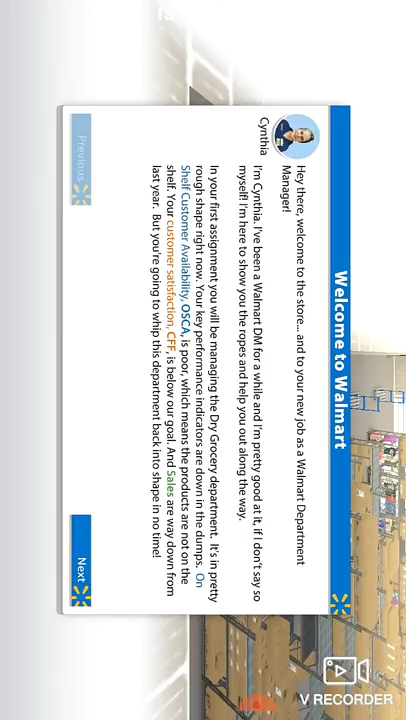 Welcome to Walmart
Cynthia
Hey there, welcome to the store... and to your new job as a Walmart Department
Manager!
I'm Cynthia. I've been a Walmart DM for a while and I'm pretty good at it, if I don't say so
myself! I'm here to show you the ropes and help you out along the way.
In your first assignment you will be managing the Dry Grocery department. It's in pretty
rough shape right now. Your key performance indicators are down in the dumps. On
Shelf Customer Availability, OSCA, is poor, which means the products are not on the
shelf. Your customer satisfaction, CFF, is below our goal. And Sales are way down from
last year. But you're going to whip this department back into shape in no time!
Previous
Next
V RECORDER